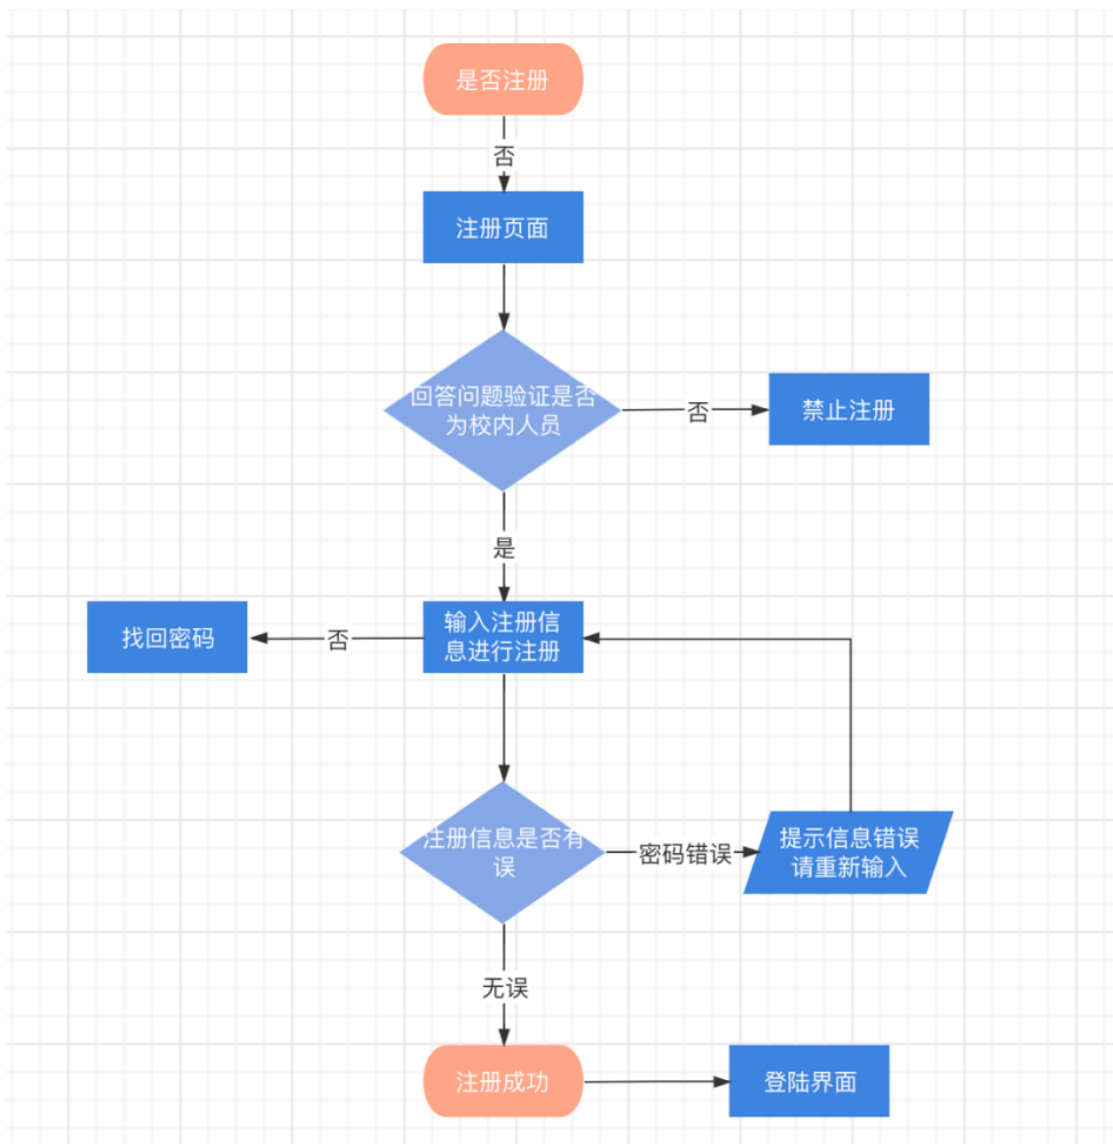 是否注册
否
注册页面
回答问题验证是否
为校内人员
否
禁止注册
是
输入注册信
息进行注册
否
找回密码
注册信息是否有
误
密码错误
提示信息错误
请重新输入
无误
注册成功
登陆界面